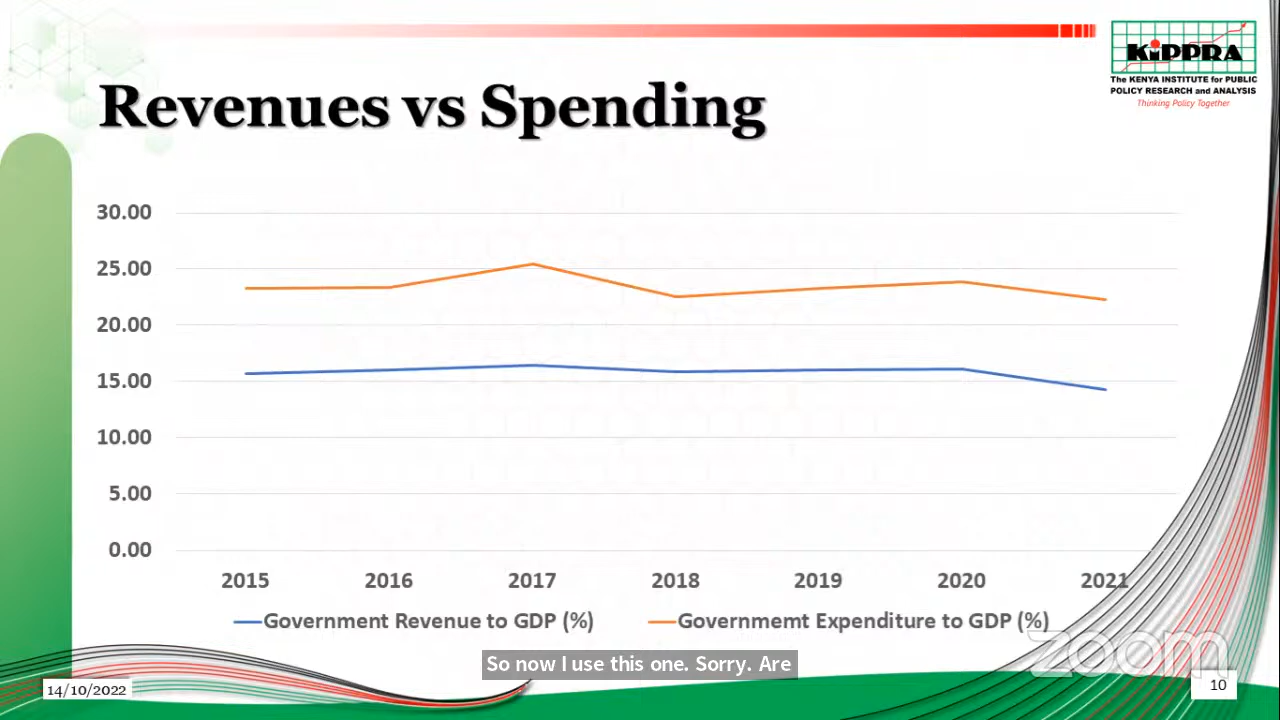 KiPPRA
The KENYA INSTITUTE for PUBLIC
POLICY RESEARCH and ANALYSIS
Thinking Policy Together
Revenues vs Spending
30.00
25.00
20.00
15.00
10.00
5.00
0.00
2015 2016 2017 2018 2019 2020 2021
Government Revenue to GDP (%) Governmemt Expenditure to GDP (%)
zoom
So now I use this one. Sorry. Are
14/10/2022
10